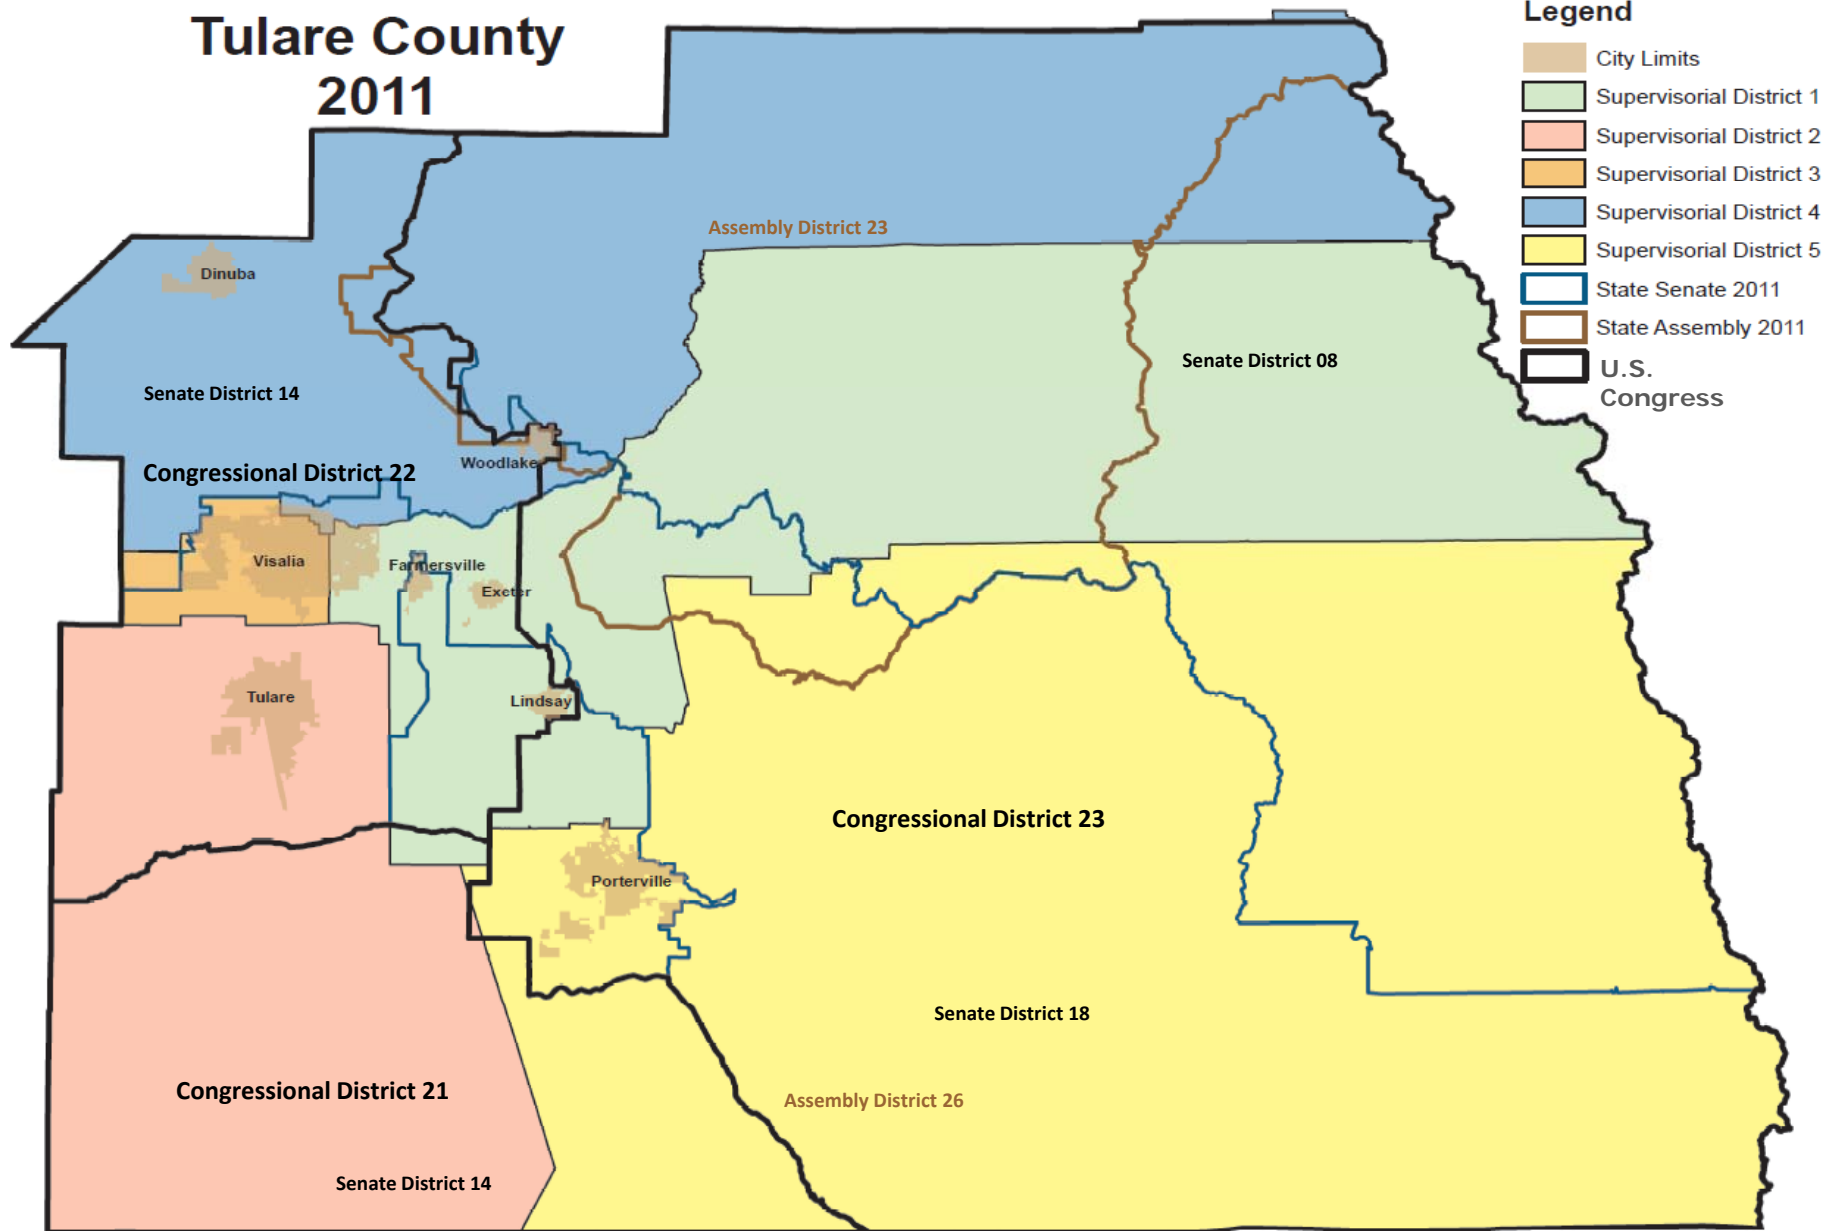 Tulare County
2011
Legend
City Limits
Supervisorial District 1
Supervisorial District 2
Supervisorial District 3
Supervisorial District 4
Supervisorial District 5
State Senate 2011
State Assembly 2011
U.S.
Congress
Assembly District 23
Dinuba
Senate District 08
Senate District 14
Woodlake
Congressional District 22
Visalia
Farmersville
Exeter
Tulare
Lindsay
Congressional District 23
Porterville
Senate District 18
Congressional District 21
Assembly District 26
Senate District 14